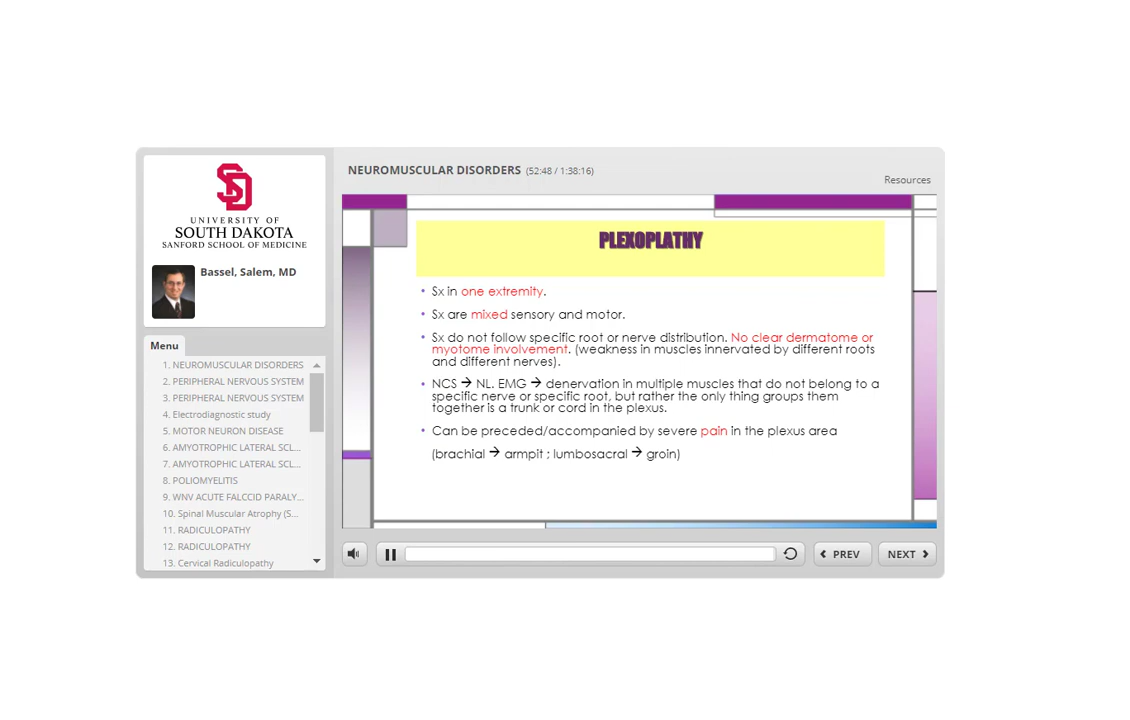 SD
UNIVERSITY OF
SOUTH DAKOTA
SANFORD SCHOOL OF MEDICINE
Bassel, Salem, MD
Menu
1. NEUROMUSCULAR DISORDERS
2. PERIPHERAL NERVOUS SYSTEM
3. PERIPHERAL NERVOUS SYSTEM
4. Electrodiagnostic study
5. MOTOR NEURON DISEASE
6. AMYOTROPHIC LATERAL SCL...
7. AMYOTROPHIC LATERAL SCL...
8. POLIOMYELITIS
9. WNV ACUTE FALCCID PARALY...
10. Spinal Muscular Atrophy (S...
11. RADICULOPATHY
12. RADICULOPATHY
13. Cervical Radiculopathy
NEUROMUSCULAR DISORDERS (52:48 / 1:38:16)
Resources
PLEXOPLATHY
• Sx in one extremity.
• Sx are mixed sensory and motor.
• Sx do not follow specific root or nerve distribution. No clear dermatome or
myotome involvement. (weakness in muscles innervated by different roots
and different nerves).
• NCS → NL. EMG → denervation in multiple muscles that do not belong to a
specific nerve or specific root, but rather the only thing groups them
together is a trunk or cord in the plexus.
• Can be preceded/accompanied by severe pain in the plexus area
(brachial → armpit ; lumbosacral → groin)
PREV
NEXT